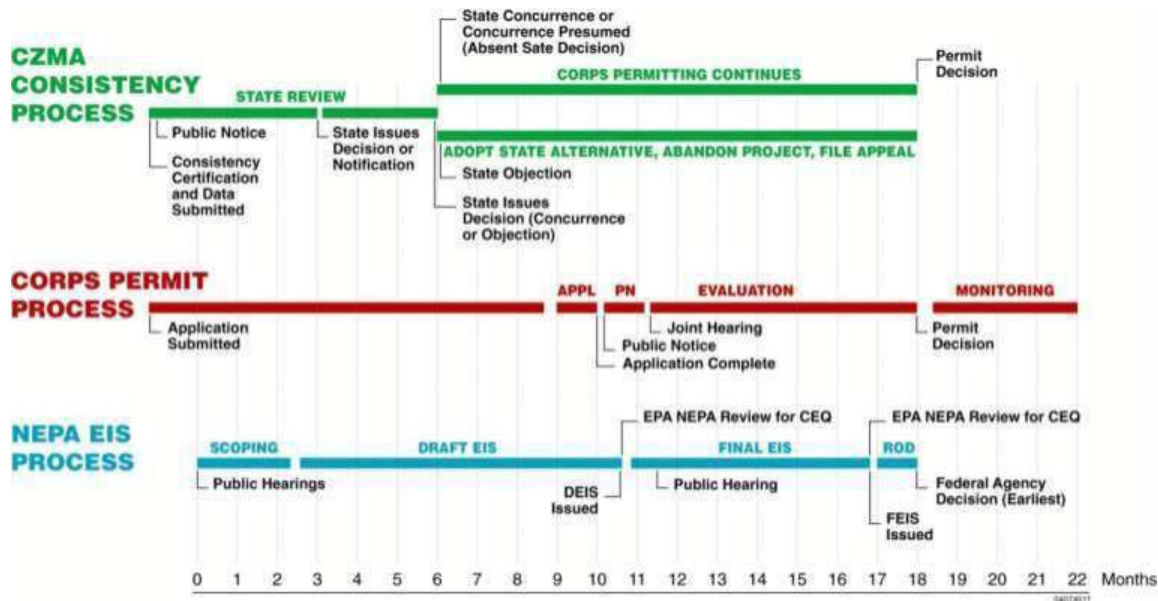 State Concurrence or
Concurrence Presumed
(Absent Sate Decision)
CZMA
CONSISTENCY
PROCESS
CORPS PERMITTING CONTINUES
Permit
Decision
STATE REVIEW
Public Notice
Consistency
Certification
and Data
Submitted
State Issues
Decision or
Notification
ADOPT STATE ALTERNATIVE, ABANDON PROJECT, FILE APPEAL
State Objection
State Issues
Decision (Concurrence
or Objection)
CORPS PERMIT
PROCESS
APPL PN EVALUATION MONITORING
Application
Submitted
Joint Hearing
Public Notice
Application Complete
Permit
Decision
NEPA EIS
PROCESS
EPA NEPA Review for CEQ
EPA NEPA Review for CEQ
SCOPING DRAFT EIS FINAL EIS ROD
Public Hearings
DEIS
Issued
Public Hearing
FEIS
Issued
Federal Agency
Decision (Earliest)
0 1 2 3 4 5 6 7 8 9 10 11 12 13 14 15 16 17 18 19 20 21 22 Months